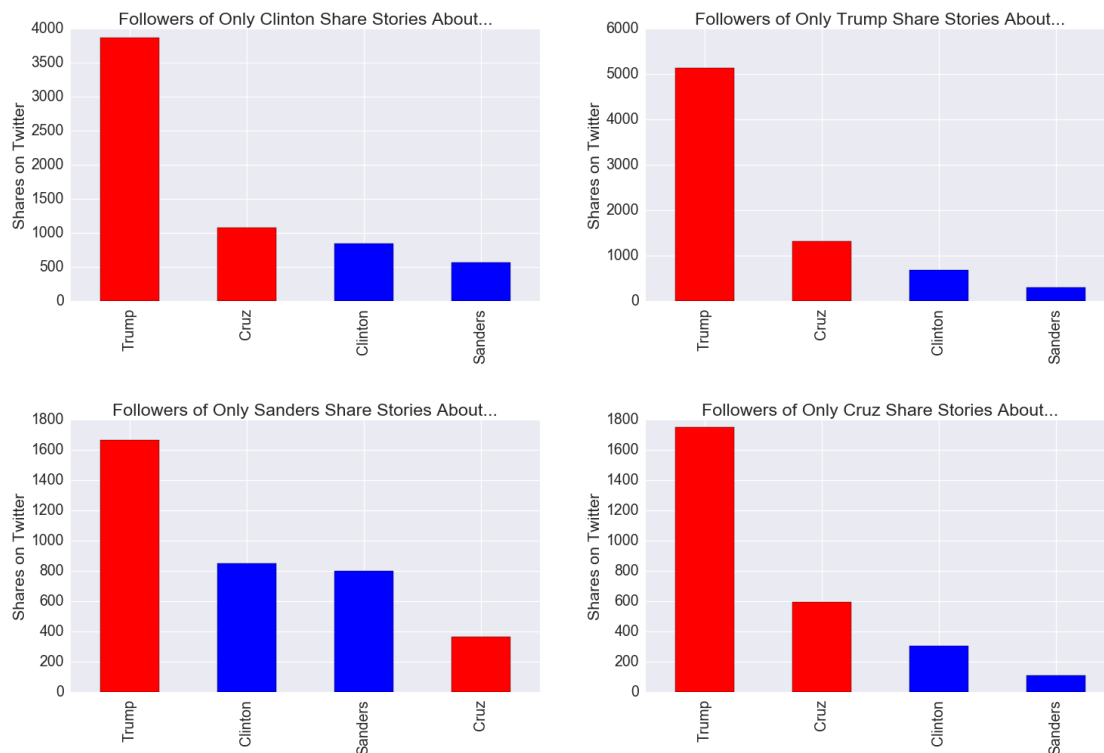 Followers of Only Clinton Share Stories About...
Shares on Twitter
4000
3500
3000
2500
2000
1500
1000
500
0
Trump
Cruz
Clinton
Sanders
Followers of Only Trump Share Stories About...
Shares on Twitter
6000
5000
4000
3000
2000
1000
0
Trump
Cruz
Clinton
Sanders
Followers of Only Sanders Share Stories About...
Shares on Twitter
1800
1600
1400
1200
1000
800
600
400
200
0
Trump
Clinton
Sanders
Cruz
Followers of Only Cruz Share Stories About...
Shares on Twitter
1800
1600
1400
1200
1000
800
600
400
200
0
Trump
Cruz
Clinton
Sanders